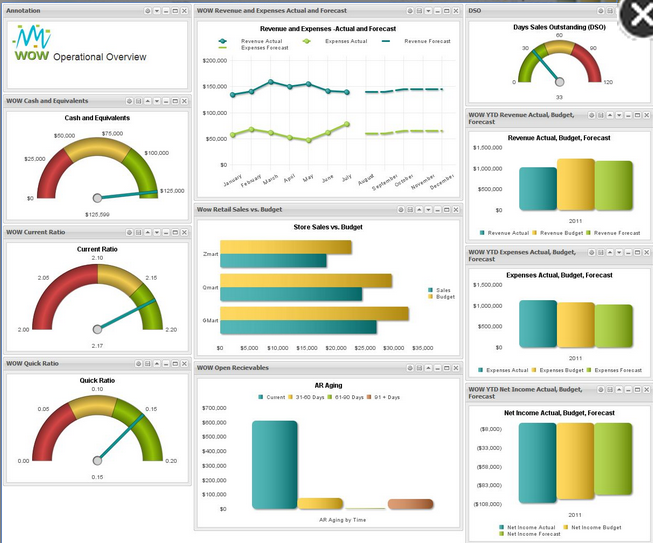 Annotation
WOW Operational Overview
WOW Cash and Equivalents
Cash and Equivalents
$0
$25,000
$50,000
$75,000
$100,000
$125,000
$125,599
WOW Current Ratio
Current Ratio
2.00
2.05
2.10
2.15
2.20
2.17
WOW Quick Ratio
Quick Ratio
0.00
0.05
0.10
0.15
0.20
0.15
WOW Revenue and Expenses Actual and Forecast
Revenue and Expenses -Actual and Forecast
Revenue Actual Expenses Actual Revenue Forecast
Expenses Forecast
$200,000
$150,000
$100,000
$50,000
$0
January February March April May June July August September October November December
Wow Retail Sales vs. Budget
Store Sales vs. Budget
Zmart
Qmart
Sales
Budget
$0 $5,000 $10,000 $15,000 $20,000 $25,000 $30,000 $35,000
WOW Open Recievables
AR Aging
Current 31-60 Days 61-90 Days 91 + Days
$700,000
$600,000
$500,000
$400,000
$300,000
$200,000
$100,000
$0
AR Aging by Time
DSO
Days Sales Outstanding (DSO)
0
30
60
90
120
33
WOW YTD Revenue Actual, Budget,
Forecast
Revenue Actual, Budget, Forecast
$1,500,000
$1,000,000
$500,000
$0
2011
Revenue Actual Revenue Budget Revenue Forecast
WOW YTD Expenses Actual, Budget,
Forecast
Expenses Actual, Budget, Forecast
$1,500,000
$1,000,000
$500,000
$0
2011
Expenses Actual Expenses Budget Expenses Forecast
WOW YTD Net Income Actual, Budget,
Forecast
Net Income Actual, Budget, Forecast
($8,000)
($33,000)
($58,000)
($83,000)
($108,000)
2011
Net Income Actual Net Income Budget
Net Income Forecast